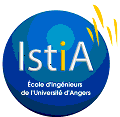 IstiA
École d'Ingénieurs
de l'Université d'Angers